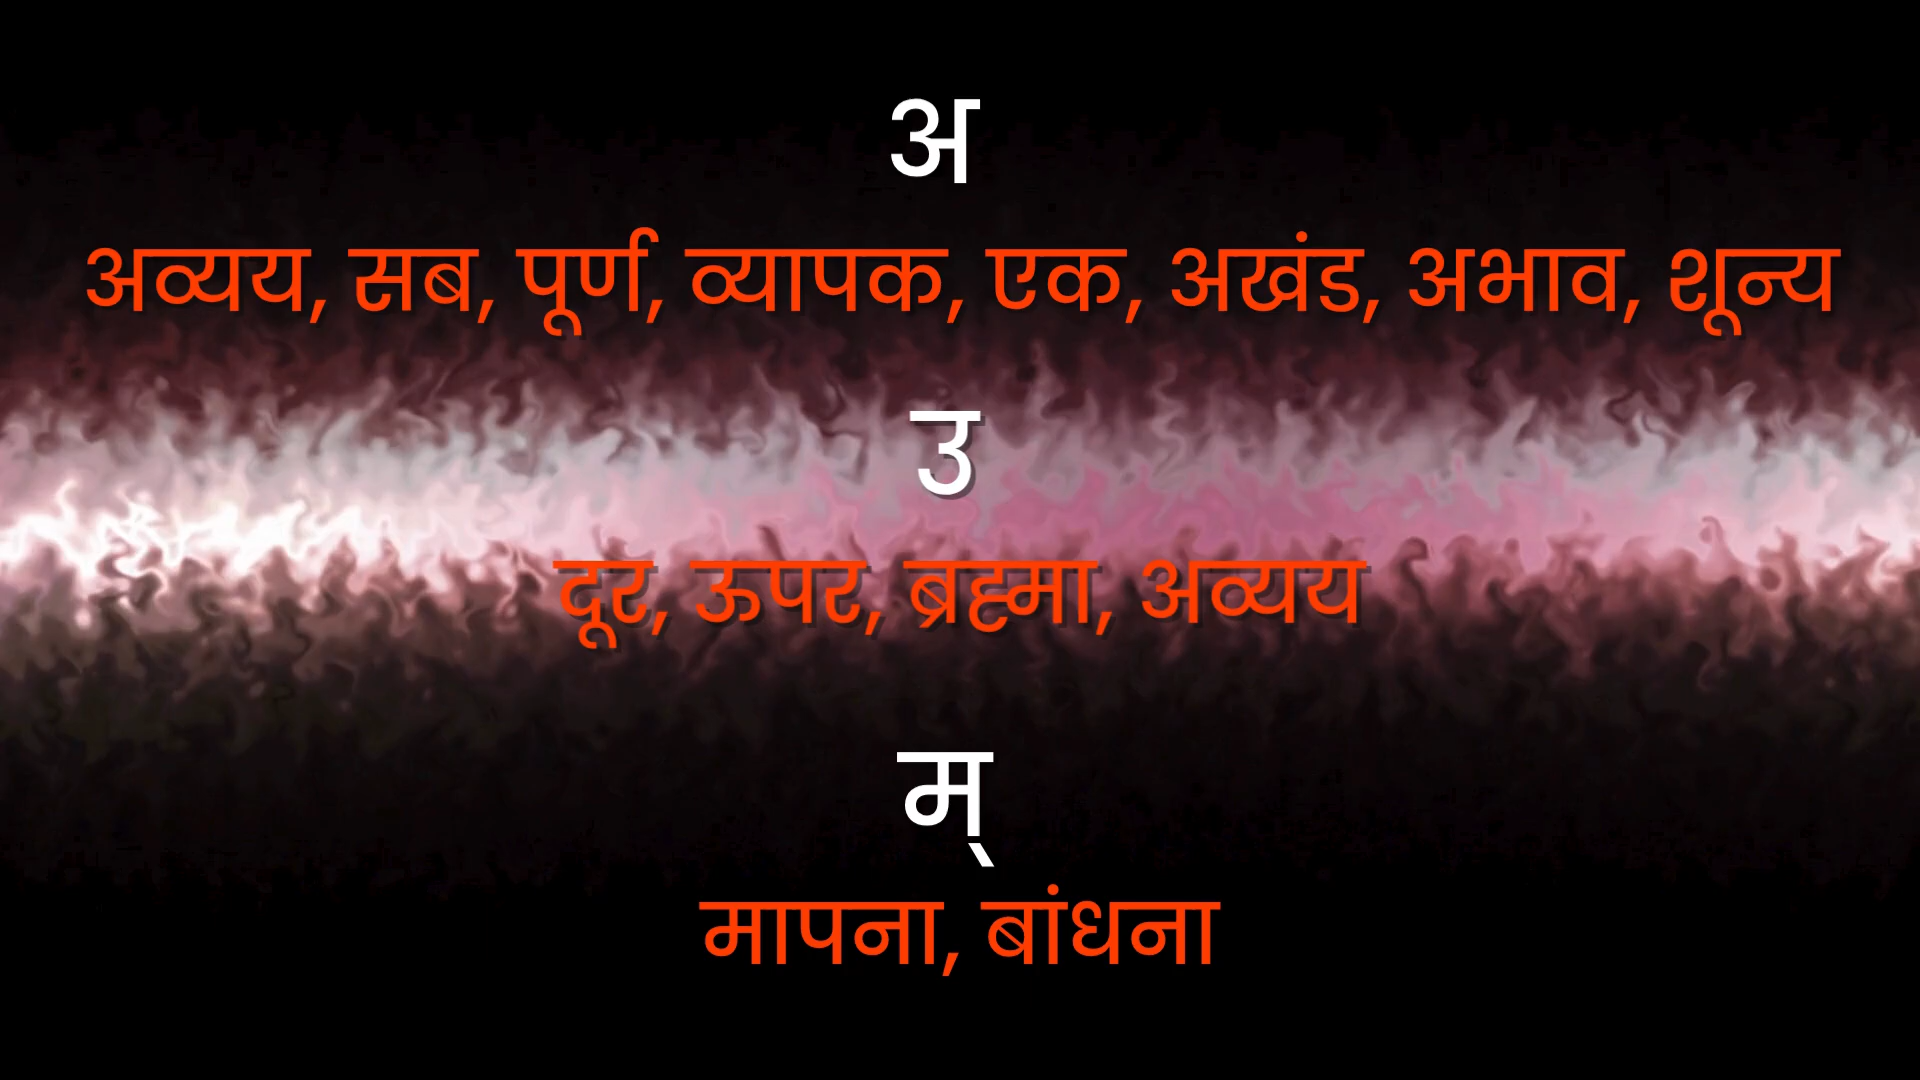 अ
अव्यय, सब, पूर्ण, व्यापक, एक, अखंड, अभाव, शून्य
उ
दूर, ऊपर, ब्रह्मा, अव्यय
म्
मापना, बांधना